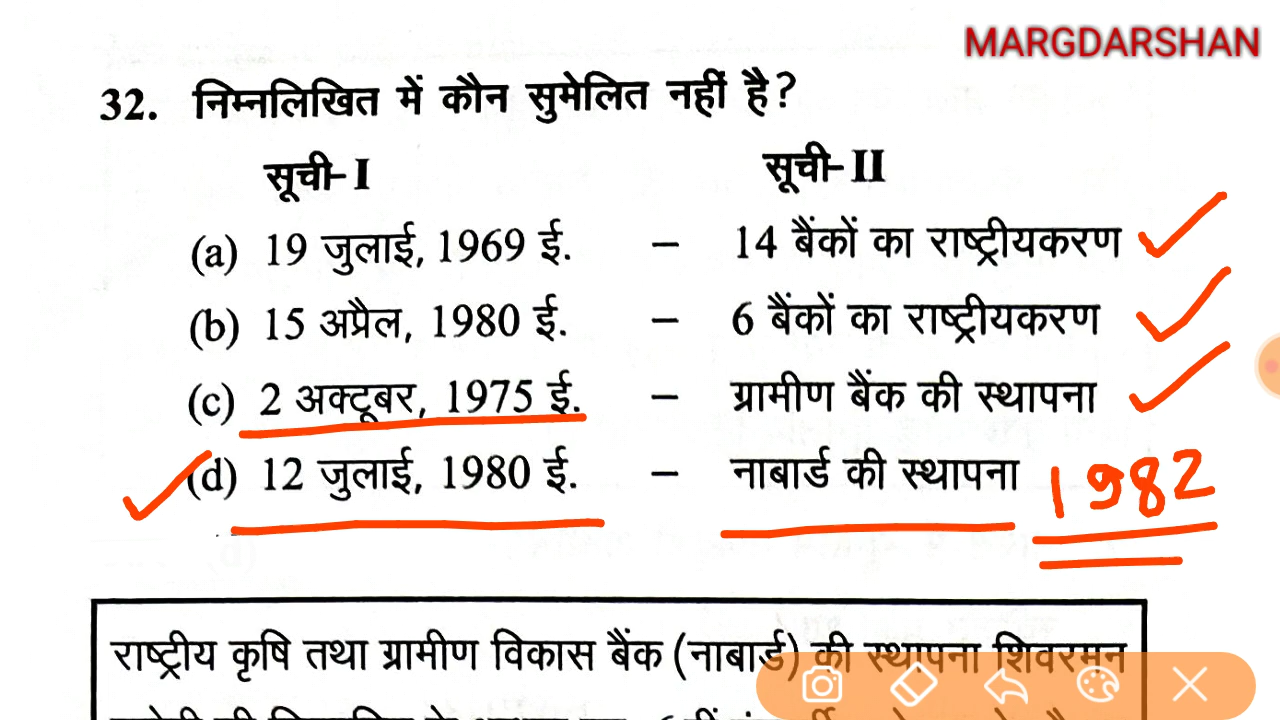 MARGDARSHAN
32. निम्नलिखित में कौन सुमेलित नहीं है?
सूची-I सूची-II
(a) 19 जुलाई, 1969 ई. – 14 बैंकों का राष्ट्रीयकरण
(b) 15 अप्रैल, 1980 ई. – 6 बैंकों का राष्ट्रीयकरण
(c) 2 अक्टूबर, 1975 ई. – ग्रामीण बैंक की स्थापना
(d) 12 जुलाई, 1980 ई. – नाबार्ड की स्थापना 1982
राष्ट्रीय कृषि तथा ग्रामीण विकास बैंक (नाबार्ड) की स्थापना शिवरमन